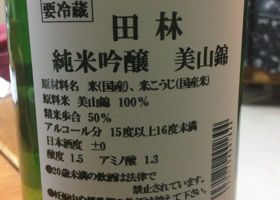 要冷蔵
田林
純米吟醸 美山錦
原材料名 米(国産)、米こうじ(国産米)
原料米 美山錦 100%
精米歩合 50%
アルコール分 15度以上16度未満
日本酒度 ±0
酸度 1.5 アミノ酸 1.3
●20歳未満の飲酒は法律で
禁止されています。